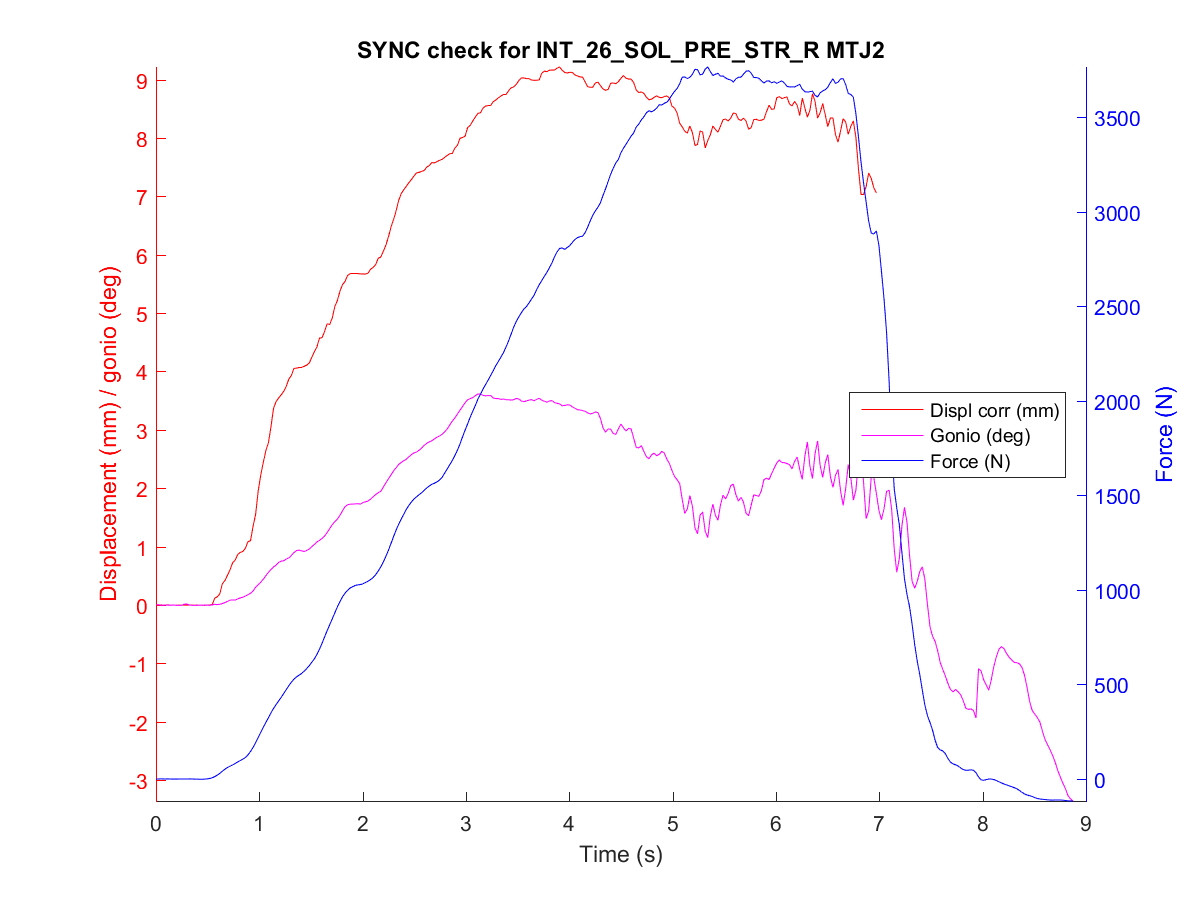 SYNC check for INT_26_SOL_PRE_STR_R MTJ2
Displacement (mm) / gonio (deg)
9
8
7
6
5
4
3
2
1
0
-1
-2
-3
3500
3000
2500
2000
1500
1000
500
0
Force (N)
Displ corr (mm)
Gonio (deg)
Force (N)
0 1 2 3 4 5 6 7 8 9
Time (s)